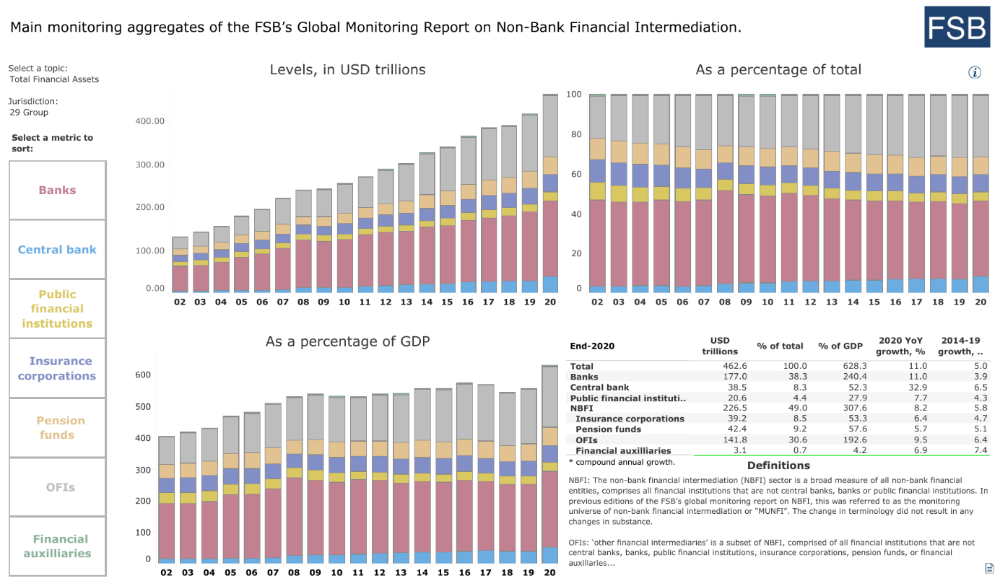 Main monitoring aggregates of the FSB’s Global Monitoring Report on Non-Bank Financial Intermediation.
FSB
Select a topic:
Total Financial Assets
Jurisdiction:
29 Group
Select a metric to
sort:
Banks
Central bank
Public
financial
institutions
Insurance
corporations
Pension
funds
OFIs
Financial
auxilliaries
Levels, in USD trillions
400.00
300.00
200.00
100.00
0.00
02 03 04 05 06 07 08 09 10 11 12 13 14 15 16 17 18 19 20
As a percentage of total
i
100
80
60
40
20
0
02 03 04 05 06 07 08 09 10 11 12 13 14 15 16 17 18 19 20
As a percentage of GDP
600
500
400
300
200
100
0
02 03 04 05 06 07 08 09 10 11 12 13 14 15 16 17 18 19 20
End-2020 USD trillions % of total % of GDP 2020 YoY growth, % 2014-19 growth, ..
Total 462.6 100.0 628.3 11.0 5.0
Banks 177.0 38.3 240.4 11.0 3.9
Central bank 38.5 8.3 52.3 32.9 6.5
Public financial instituti.. 20.6 4.4 27.9 7.7 4.3
NBFI 226.5 49.0 307.6 8.2 5.8
Insurance corporations 39.2 8.5 53.3 6.4 4.7
Pension funds 42.4 9.2 57.6 5.7 5.1
OFIs 141.8 30.6 192.6 9.5 6.4
Financial auxilliaries 3.1 0.7 4.2 6.9 7.4
* compound annual growth.
Definitions
NBFI: The non-bank financial intermediation (NBFI) sector is a broad measure of all non-bank financial
entities, comprises all financial institutions that are not central banks, banks or public financial institutions. In
previous editions of the FSB’s global monitoring report on NBFI, this was referred to as the monitoring
universe of non-bank financial intermediation or “MUNFI”. The change in terminology did not result in any
changes in substance.
OFIs: ‘other financial intermediaries’ is a subset of NBFI, comprised of all financial institutions that are not
central banks, banks, public financial institutions, insurance corporations, pension funds, or financial
auxiliaries...